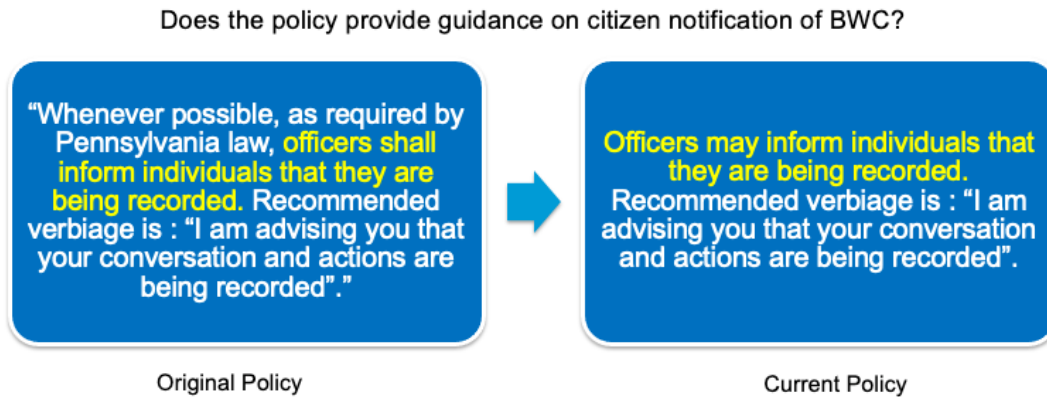 Does the policy provide guidance on citizen notification of BWC?
“Whenever possible, as required by
Pennsylvania law, officers shall
inform individuals that they are
being recorded. Recommended
verbiage is : “I am advising you that
your conversation and actions are
being recorded”.”
Original Policy
Officers may inform individuals that
they are being recorded.
Recommended verbiage is : “I am
advising you that your conversation
and actions are being recorded”.
Current Policy